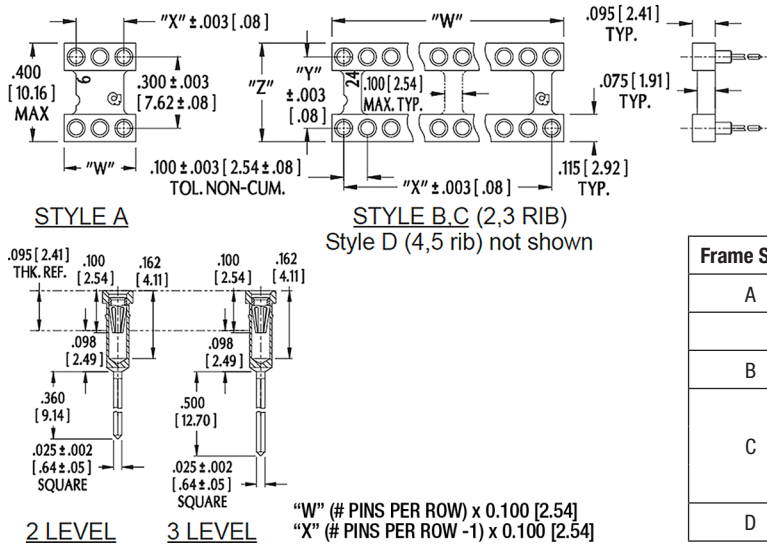 "X" ±.003 [.08]
.400
[10.16]
MAX
6
.300 ±.003
[7.62 ±.08]
"W"
STYLE A
"W"
"Z"
"Y"
±.003
[.08]
24
.100 [2.54]
MAX. TYP.
.100 ±.003 [2.54 ±.08]
TOL. NON-CUM.
"X" ±.003 [.08]
.115 [2.92]
TYP.
STYLE B,C (2,3 RIB)
Style D (4,5 rib) not shown
.095 [2.41]
TYP.
.075 [1.91]
TYP.
.095 [2.41]
THK. REF.
.100
[2.54]
.162
[4.11]
.098
[2.49]
.360
[9.14]
.025 ±.002
[.64 ±.05]
SQUARE
2 LEVEL
.100
[2.54]
.162
[4.11]
.098
[2.49]
.500
[12.70]
.025 ±.002
[.64 ±.05]
SQUARE
3 LEVEL
“W” (# PINS PER ROW) x 0.100 [2.54]
“X” (# PINS PER ROW -1) x 0.100 [2.54]
Frame S
A
B
C
D